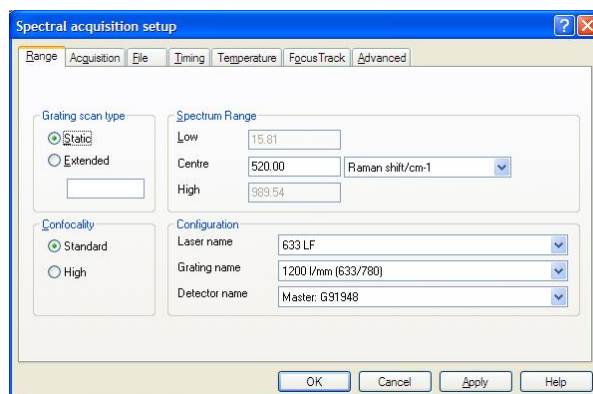 Spectral acquisition setup
Range Acquisition File Timing Temperature FocusTrack Advanced
Grating scan type
Static
Extended
Spectrum Range
Low 15.81
Centre 520.00 Raman shift/cm-1
High 989.54
Confocality
Standard
High
Configuration
Laser name 633 LF
Grating name 1200 l/mm (633/780)
Detector name Master: G91948
OK Cancel Apply Help